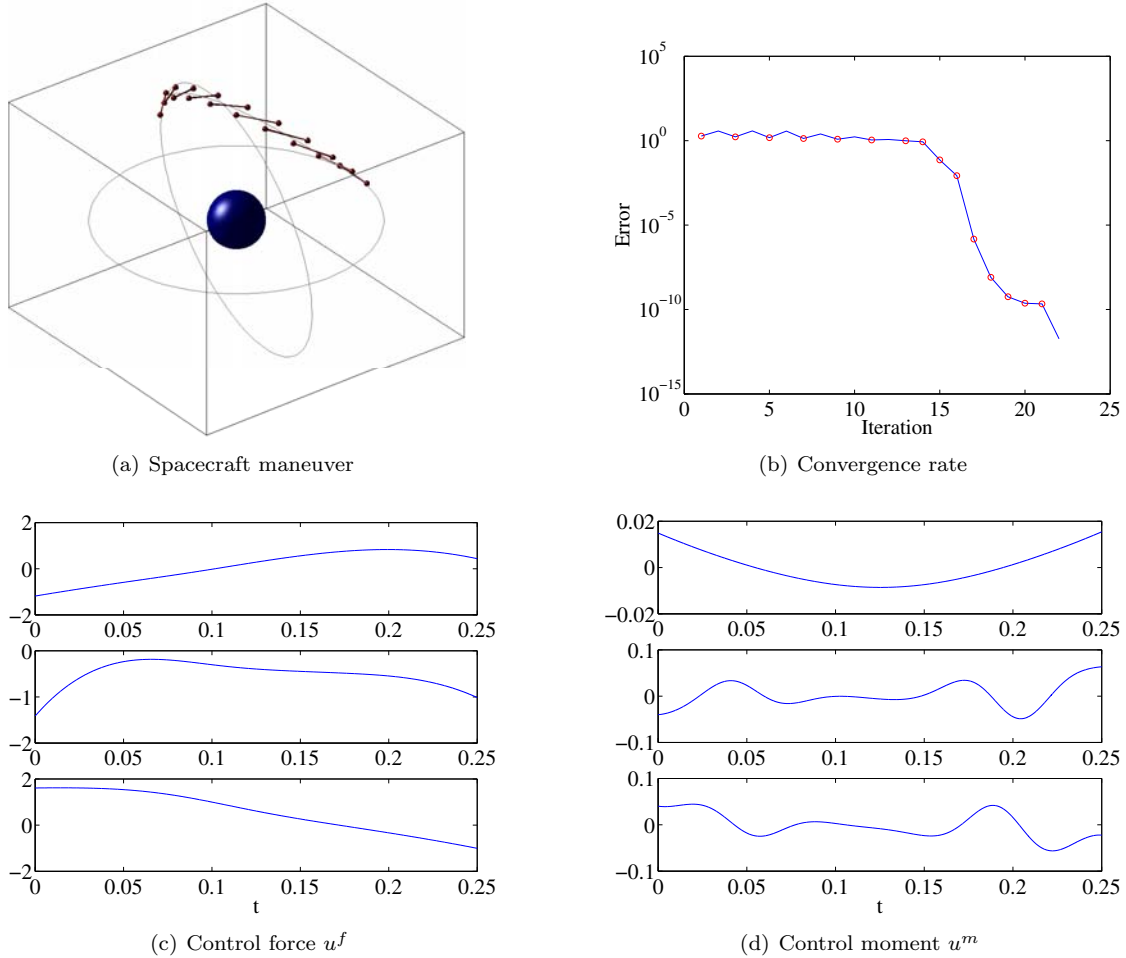 10^5
10^0
10^−5
10^−10
10^−15
Error
0 5 10 15 20 25
Iteration
(a) Spacecraft maneuver
(b) Convergence rate
2
0
−2
0 0.05 0.1 0.15 0.2 0.25
0
−1
−2
0 0.05 0.1 0.15 0.2 0.25
2
0
−2
0 0.05 0.1 0.15 0.2 0.25
t
(c) Control force u^f
0.02
0
−0.02
0 0.05 0.1 0.15 0.2 0.25
0.1
0
−0.1
0 0.05 0.1 0.15 0.2 0.25
0.1
0
−0.1
0 0.05 0.1 0.15 0.2 0.25
t
(d) Control moment u^m